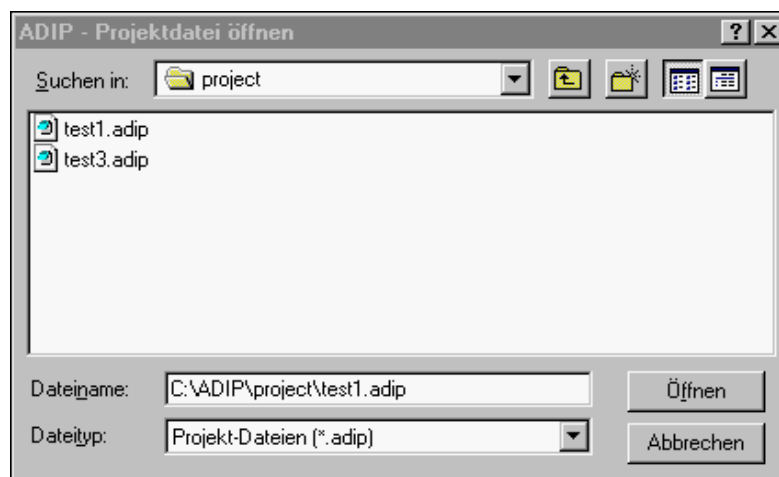 ADIP - Projektdatei öffnen
Suchen in: project
test1.adip
test3.adip
Dateiname: C:\ADIP\project\test1.adip Öffnen
Dateityp: Projekt-Dateien (*.adip) Abbrechen